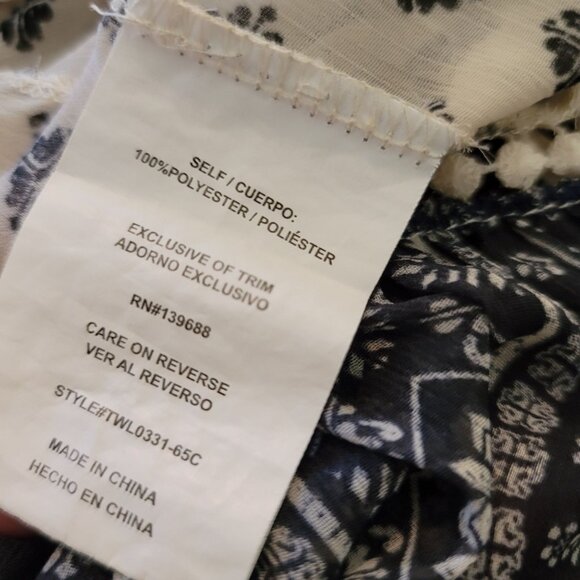 SELF / CUERPO:
100%POLYESTER / POLIÉSTER
EXCLUSIVE OF TRIM
ADORNO EXCLUSIVO
RN#139688
CARE ON REVERSE
VER AL REVERSO
STYLE#TWL0331-65C
MADE IN CHINA
HECHO EN CHINA